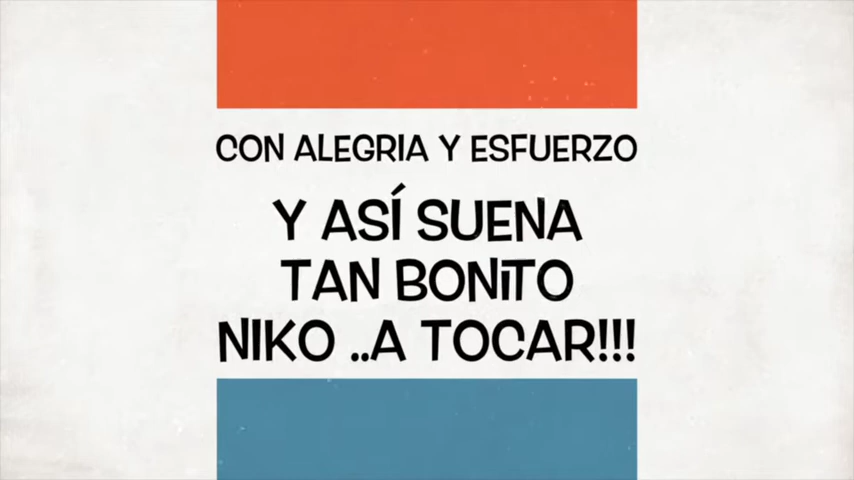 CON ALEGRIA Y ESFUERZO
Y ASÍ SUENA
TAN BONITO
NIKO ..A TOCAR!!!